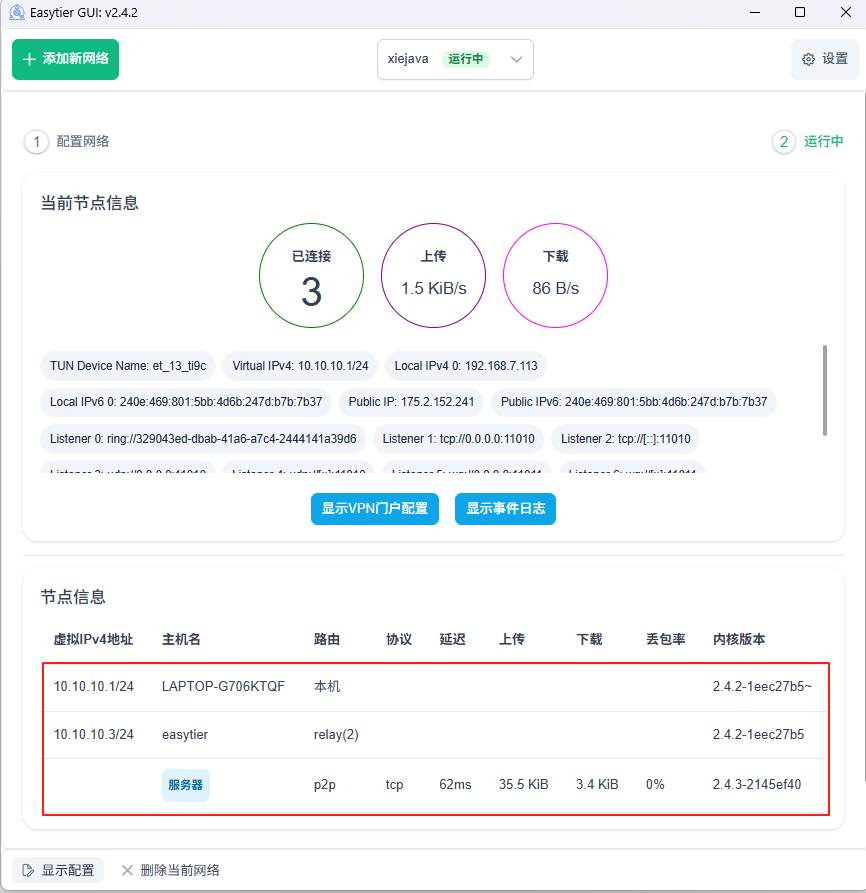 Easytier GUI: v2.4.2
添加新网络 xiejava 运行中 设置
1 配置网络 2 运行中
当前节点信息
已连接 上传 下载
3 1.5 KiB/s 86 B/s
TUN Device Name: et_13_ti9c Virtual IPv4: 10.10.10.1/24 Local IPv4 0: 192.168.7.113
Local IPv6 0: 240e:469:801:5bb:4d6b:247d:b7b:7b37 Public IP: 175.2.152.241 Public IPv6: 240e:469:801:5bb:4d6b:247d:b7b:7b37
Listener 0: ring://329043ed-dbab-41a6-a7c4-2444141a39d6 Listener 1: tcp://0.0.0.0:11010 Listener 2: tcp://[::]:11010
显示VPN门户配置 显示事件日志
节点信息
虚拟IPv4地址 主机名 路由 协议 延迟 上传 下载 丢包率 内核版本
10.10.10.1/24 LAPTOP-G706KTQF 本机 2.4.2-1eec27b5~
10.10.10.3/24 easytier relay(2) 2.4.2-1eec27b5
服务器 p2p tcp 62ms 35.5 KiB 3.4 KiB 0% 2.4.3-2145ef40
显示配置 删除当前网络